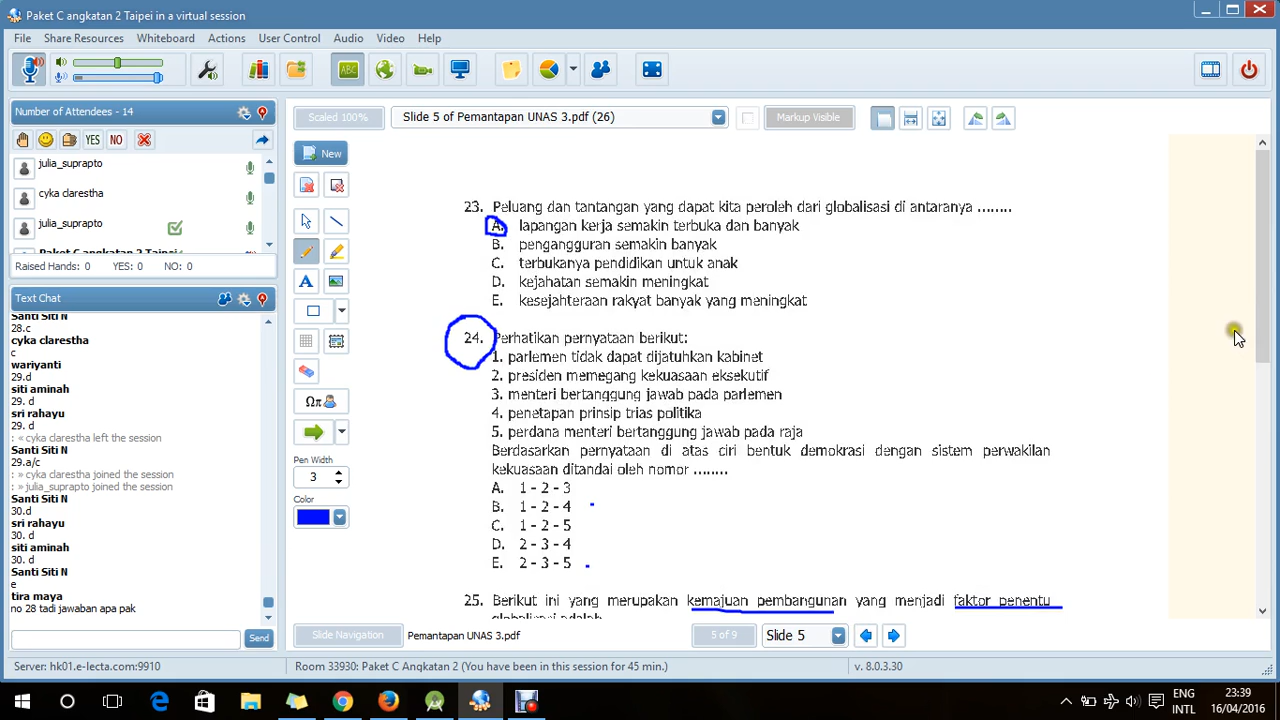 Paket C angkatan 2 Taipei in a virtual session
File Share Resources Whiteboard Actions User Control Audio Video Help
ABC
Number of Attendees - 14
YES NO
julia_suprapto
cyka clarestha
julia_suprapto
Paket C angkatan 2 Taipei
Raised Hands: 0 YES: 0 NO: 0
Text Chat
Santi Siti N
28.c
cyka clarestha
c
wariyanti
29.d
siti aminah
29. d
sri rahayu
29. d
: « cyka clarestha left the session
Santi Siti N
29.a/c
: » cyka clarestha joined the session
: » julia_suprapto joined the session
Santi Siti N
30.d
sri rahayu
30. d
siti aminah
30. d
Santi Siti N
e
tira maya
no 28 tadi jawaban apa pak
Send
Scaled 100%
Slide 5 of Pemantapan UNAS 3.pdf (26)
Markup Visible
New
A
Ωπ
Pen Width
3
Color
23. Peluang dan tantangan yang dapat kita peroleh dari globalisasi di antaranya ........
A. lapangan kerja semakin terbuka dan banyak
B. pengangguran semakin banyak
C. terbukanya pendidikan untuk anak
D. kejahatan semakin meningkat
E. kesejahteraan rakyat banyak yang meningkat
24. Perhatikan pernyataan berikut:
1. parlemen tidak dapat dijatuhkan kabinet
2. presiden memegang kekuasaan eksekutif
3. menteri bertanggung jawab pada parlemen
4. penetapan prinsip trias politika
5. perdana menteri bertanggung jawab pada raja
Berdasarkan pernyataan di atas ciri bentuk demokrasi dengan sistem perwakilan
kekuasaan ditandai oleh nomor ........
A. 1 - 2 - 3
B. 1 - 2 - 4
C. 1 - 2 - 5
D. 2 - 3 - 4
E. 2 - 3 - 5
25. Berikut ini yang merupakan kemajuan pembangunan yang menjadi faktor penentu
globalisasi adalah
Slide Navigation
Pemantapan UNAS 3.pdf
5 of 9
Slide 5
Server: hk01.e-lecta.com:9910
Room 33930: Paket C Angkatan 2 (You have been in this session for 45 min.)
v. 8.0.3.30
ENG
INTL
23:39
16/04/2016